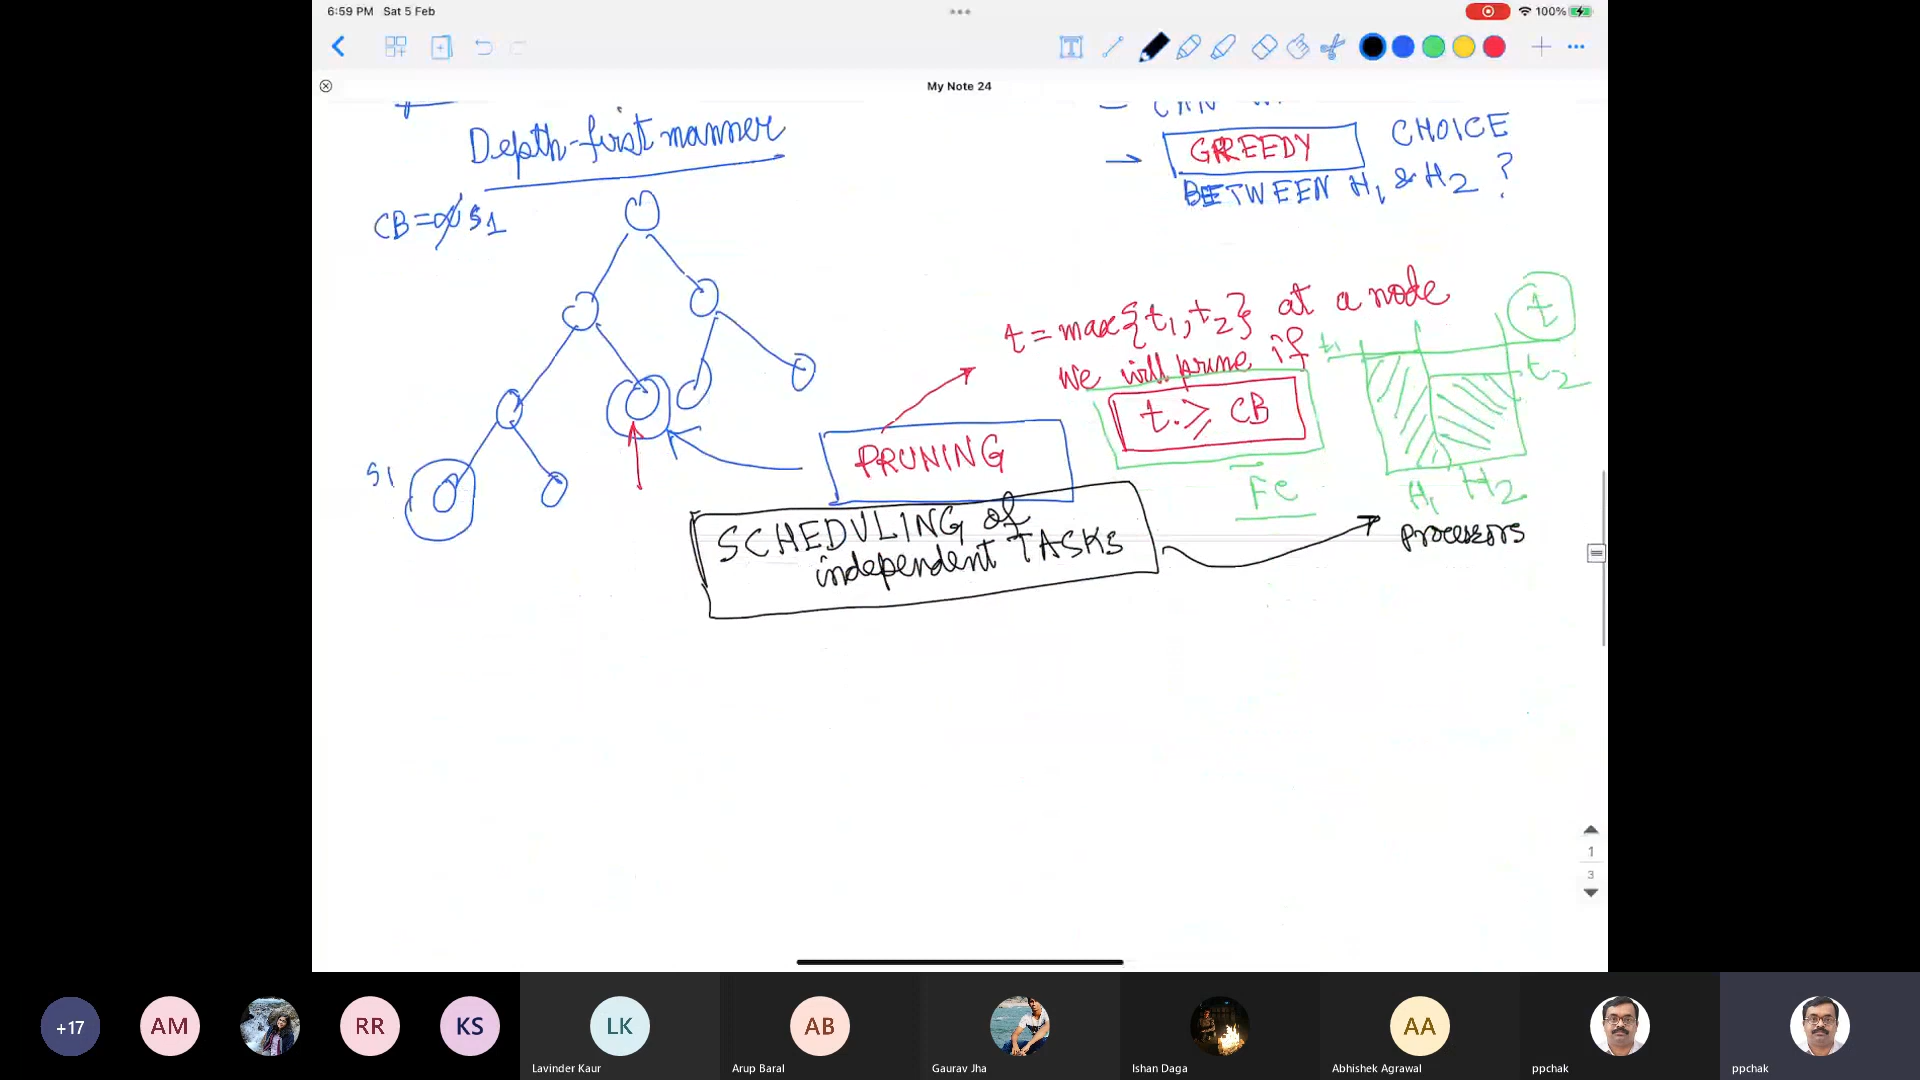 6:59 PM Sat 5 Feb
100%
My Note 24
Depth-first manner
CHOICE
→ GREEDY
BETWEEN H1 & H2 ?
CB = ∞ S1
t = max{t1, t2} at a node
we will prune if
t ≥ CB
t
t1
t2
PRUNING
S1
H1 H2
processors
SCHEDULING of
independent TASKS
1
3
+17
AM
RR
KS
LK
AB
AA
Lavinder Kaur
Arup Baral
Gaurav Jha
Ishan Daga
Abhishek Agrawal
ppchak
ppchak